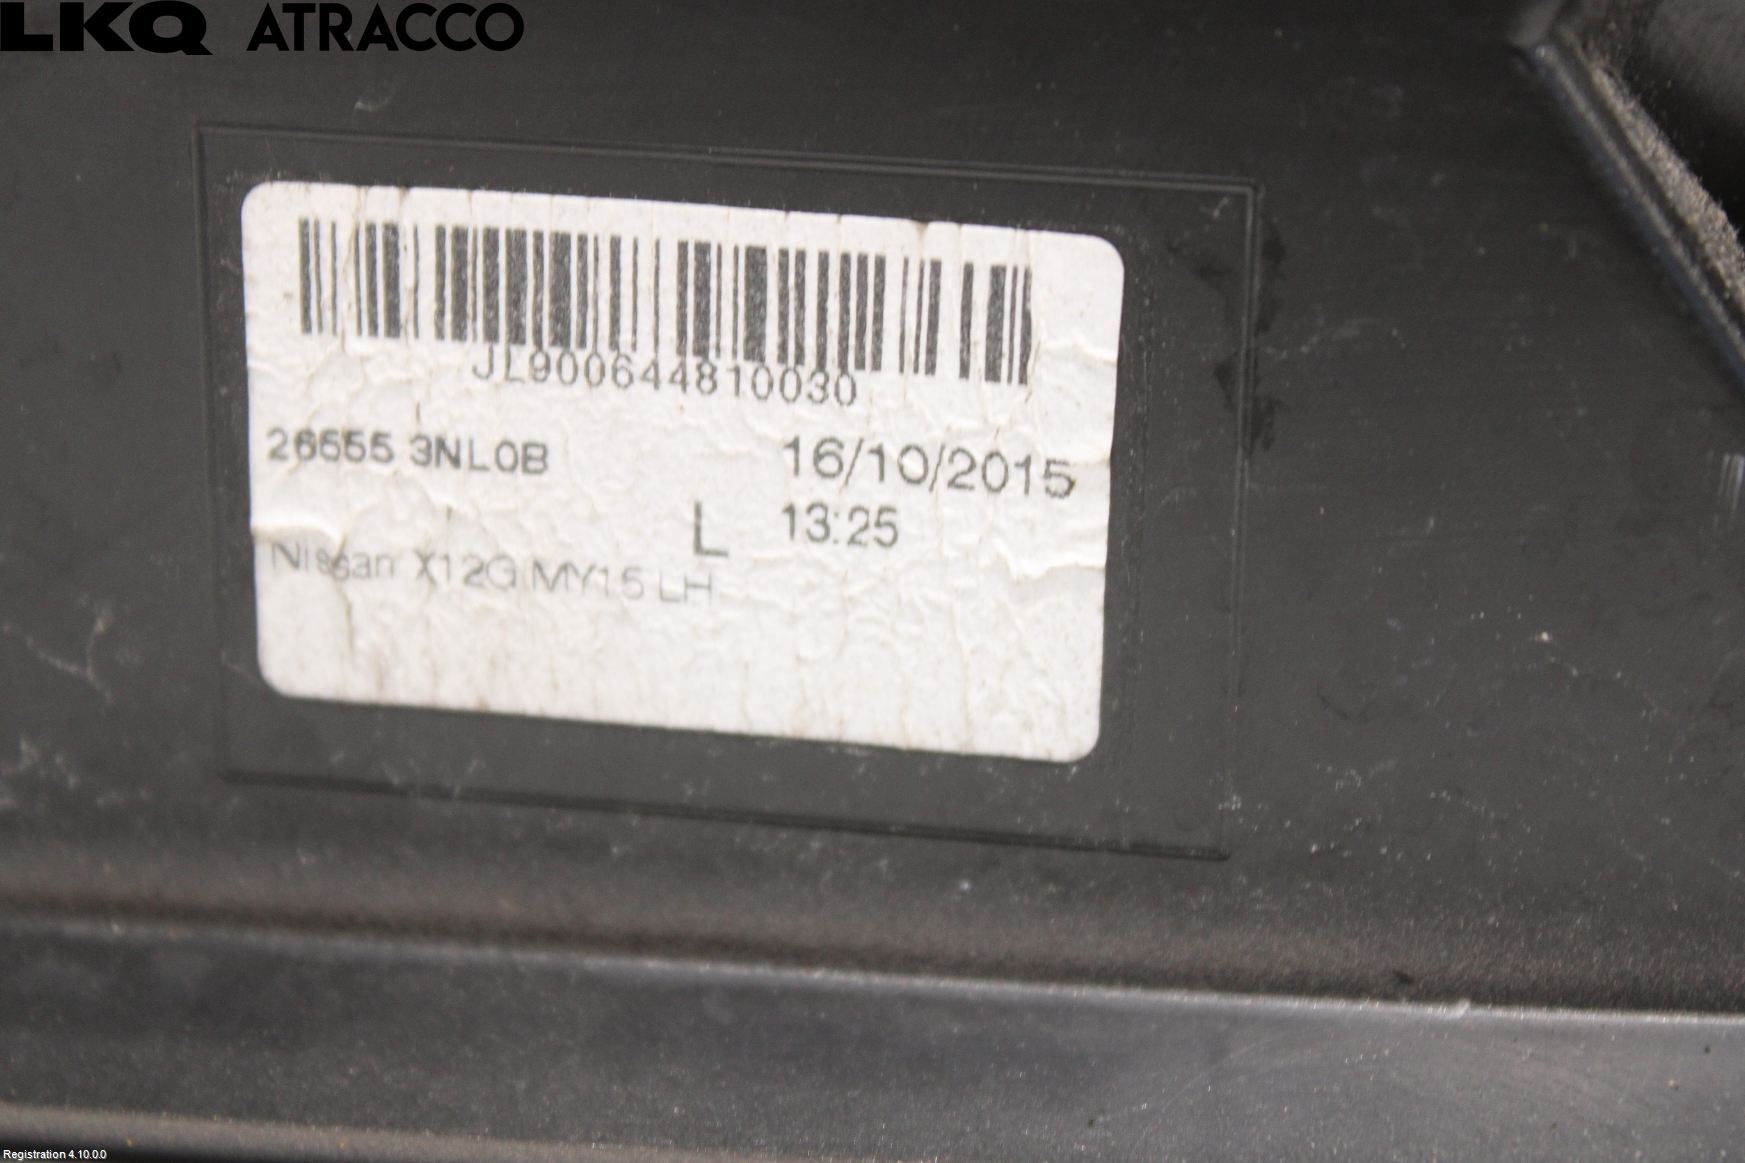 LKQ ATRACCO
JL900644810030
26555 3NL0B
16/10/2015
L
13:25
Nissan X12G MY15 LH
Registration 4.10.0.0